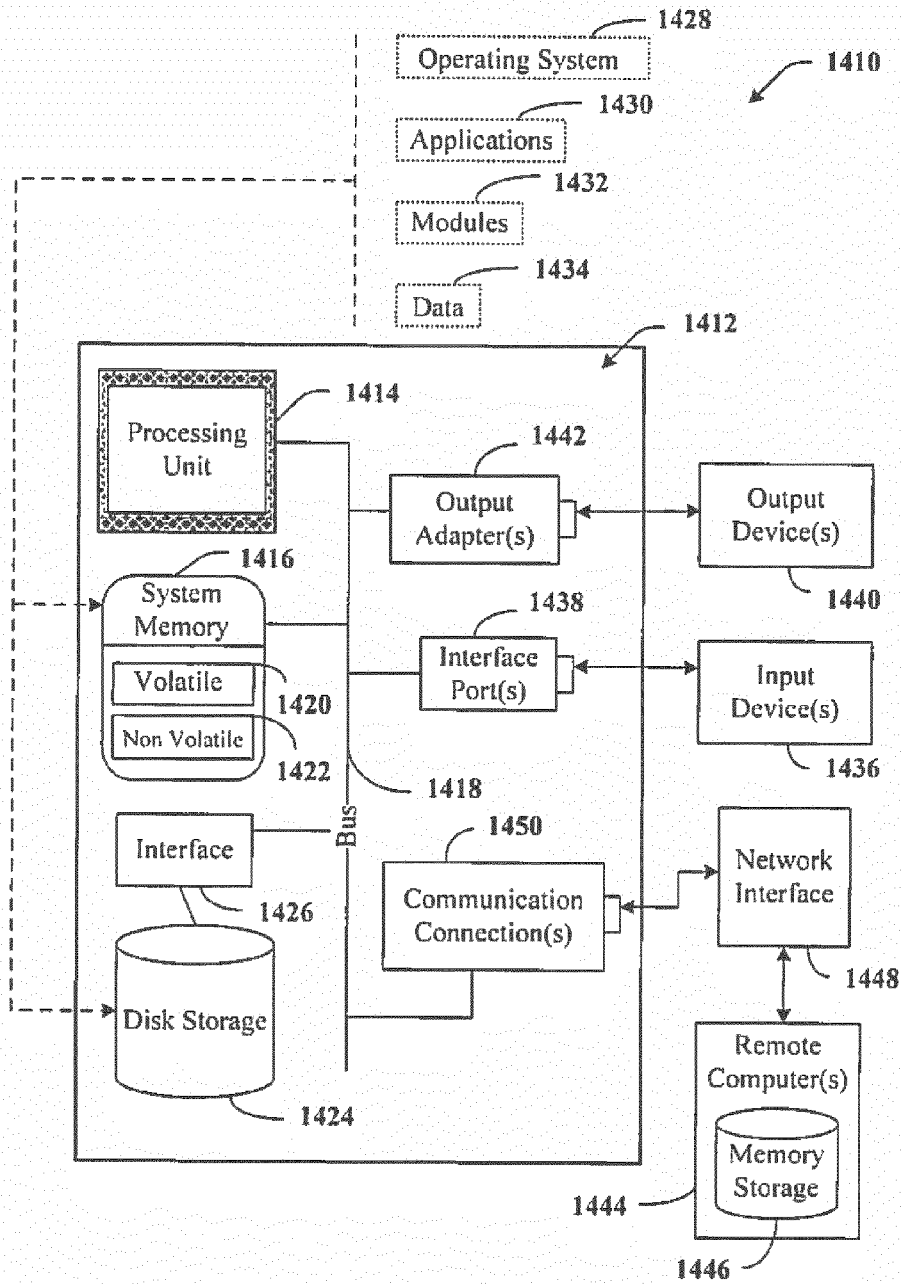 1428
Operating System
1410
1430
Applications
1432
Modules
1434
Data
1412
1414
Processing
Unit
1442
Output
Adapter(s)
Output
Device(s)
1440
1416
System
Memory
1438
Interface
Port(s)
Input
Device(s)
1436
Volatile
1420
Non Volatile
1422
1418
Bus
1450
Interface
1426
Communication
Connection(s)
Network
Interface
1448
Disk Storage
1424
Remote
Computer(s)
Memory
Storage
1444
1446